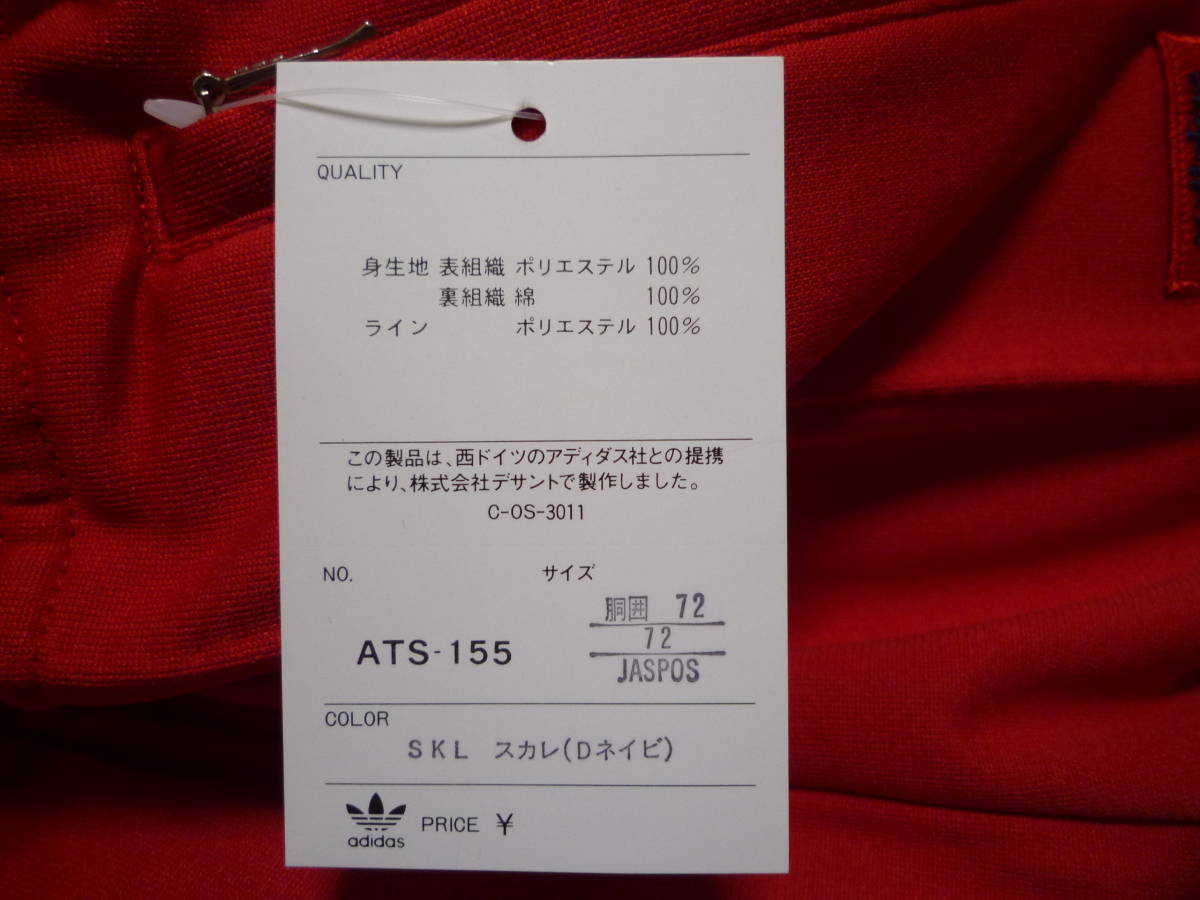 QUALITY
身生地 表組織 ポリエステル 100%
裏組織 綿 100%
ライン ポリエステル 100%
この製品は、西ドイツのアディダス社との提携
により、株式会社デサントで製作しました。
C-OS-3011
NO. サイズ
胴囲 72
ATS-155 72
JASPOS
COLOR
SKL スカレ(Dネイビ)
adidas PRICE ¥